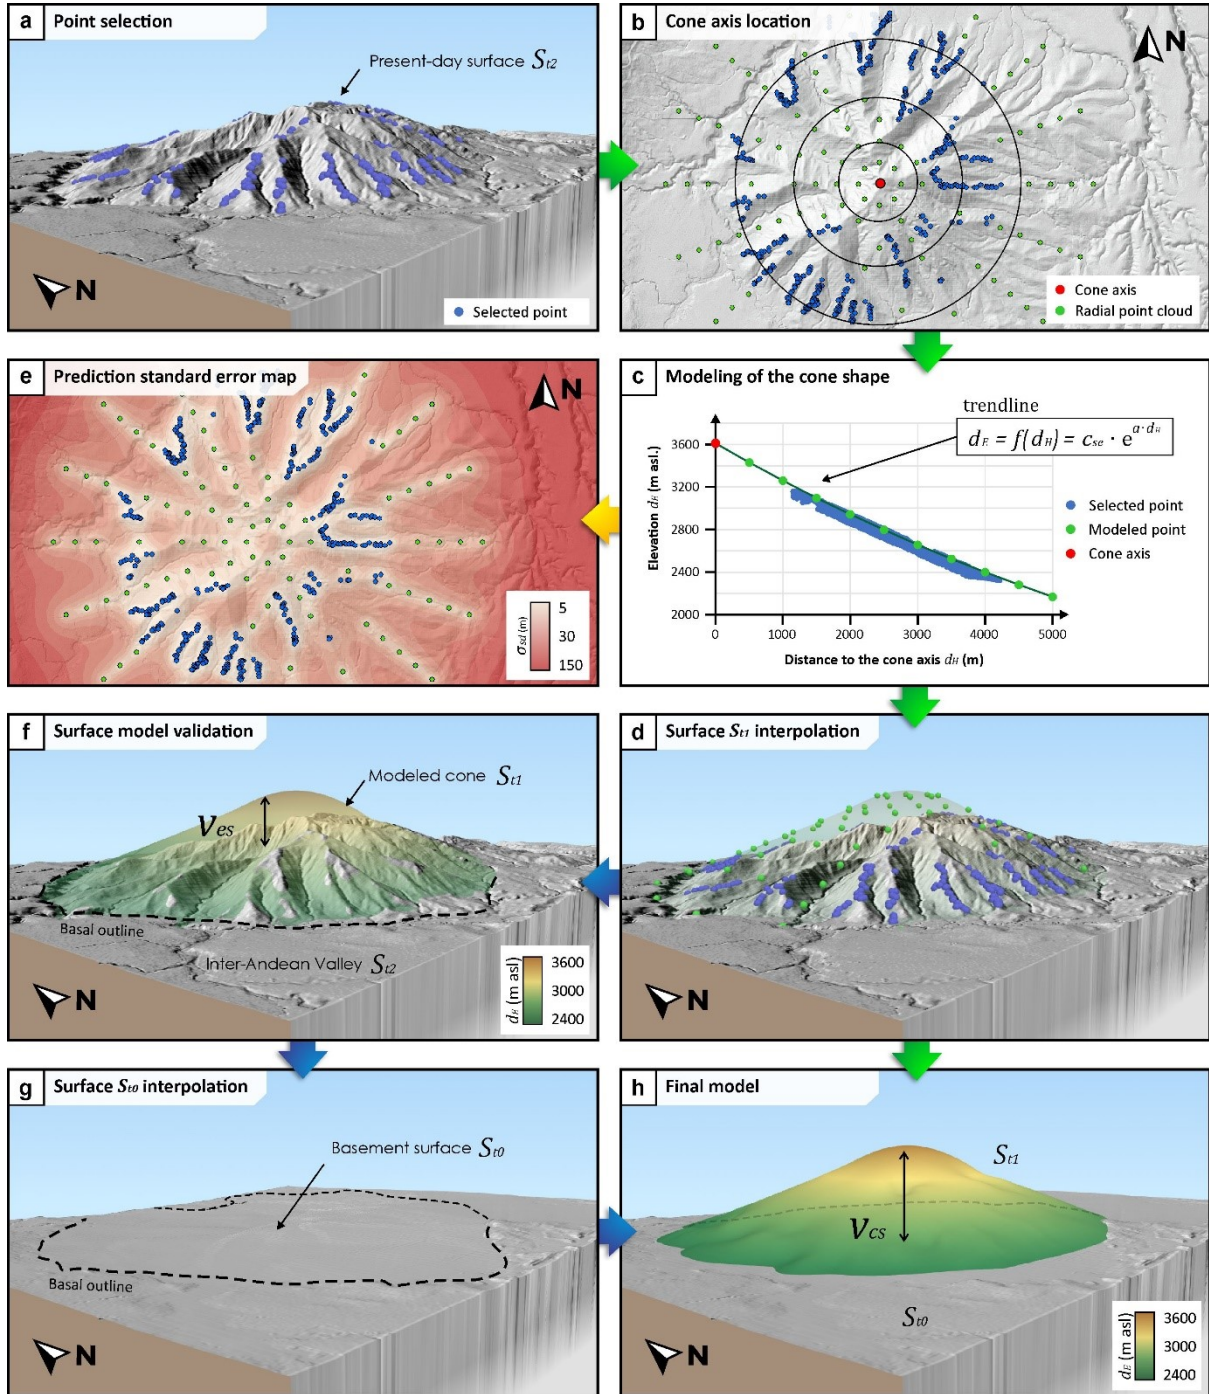 a Point selection
Present-day surface St2
N
Selected point
b Cone axis location
N
Cone axis
Radial point cloud
e Prediction standard error map
N
σsd (m)
5
30
150
c Modeling of the cone shape
trendline
dE = f(dH) = cse · e^a·dH
Elevation dE (m asl.)
3600
3200
2800
2400
2000
0 1000 2000 3000 4000 5000
Distance to the cone axis dH (m)
Selected point
Modeled point
Cone axis
f Surface model validation
Modeled cone St1
Ves
Basal outline
Inter-Andean Valley St2
N
dE (m asl)
3600
3000
2400
d Surface St1 interpolation
N
g Surface St0 interpolation
Basement surface St0
Basal outline
N
h Final model
St1
Vcs
St0
N
dE (m asl)
3600
3000
2400